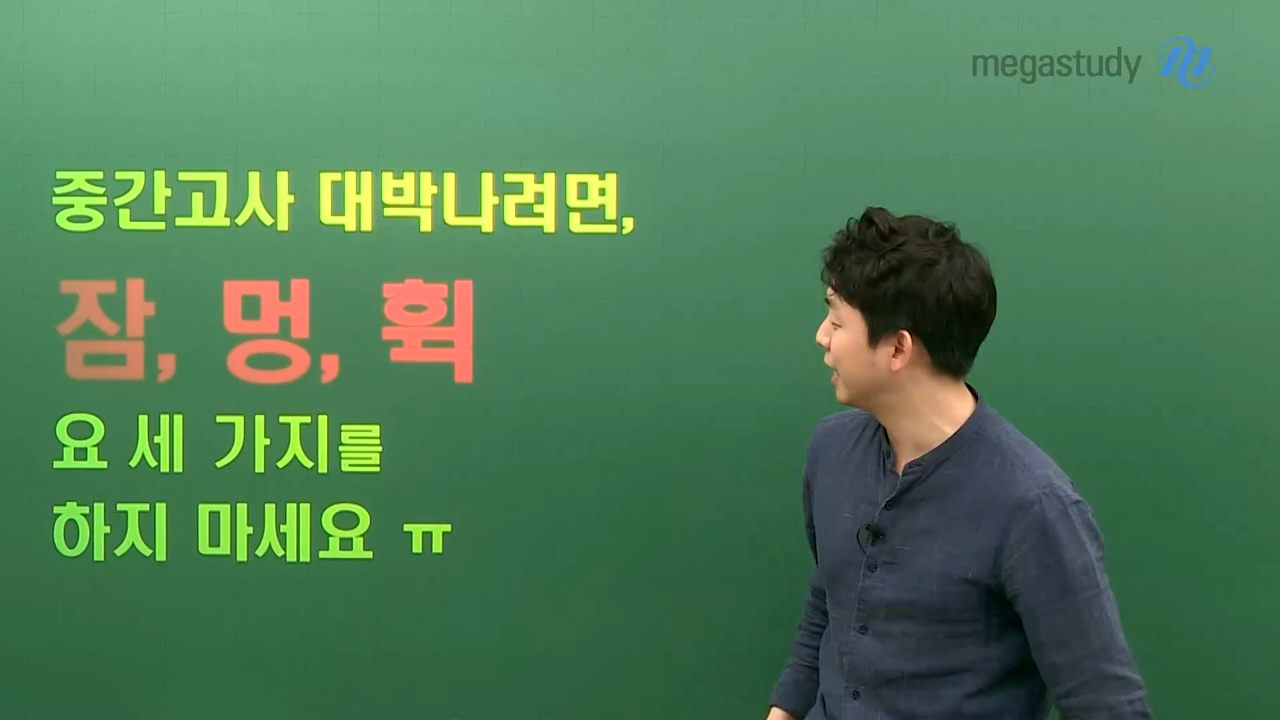 megastudy
중간고사 대박나려면,
잠, 멍, 휙
요 세 가지를
하지 마세요 ㅠ